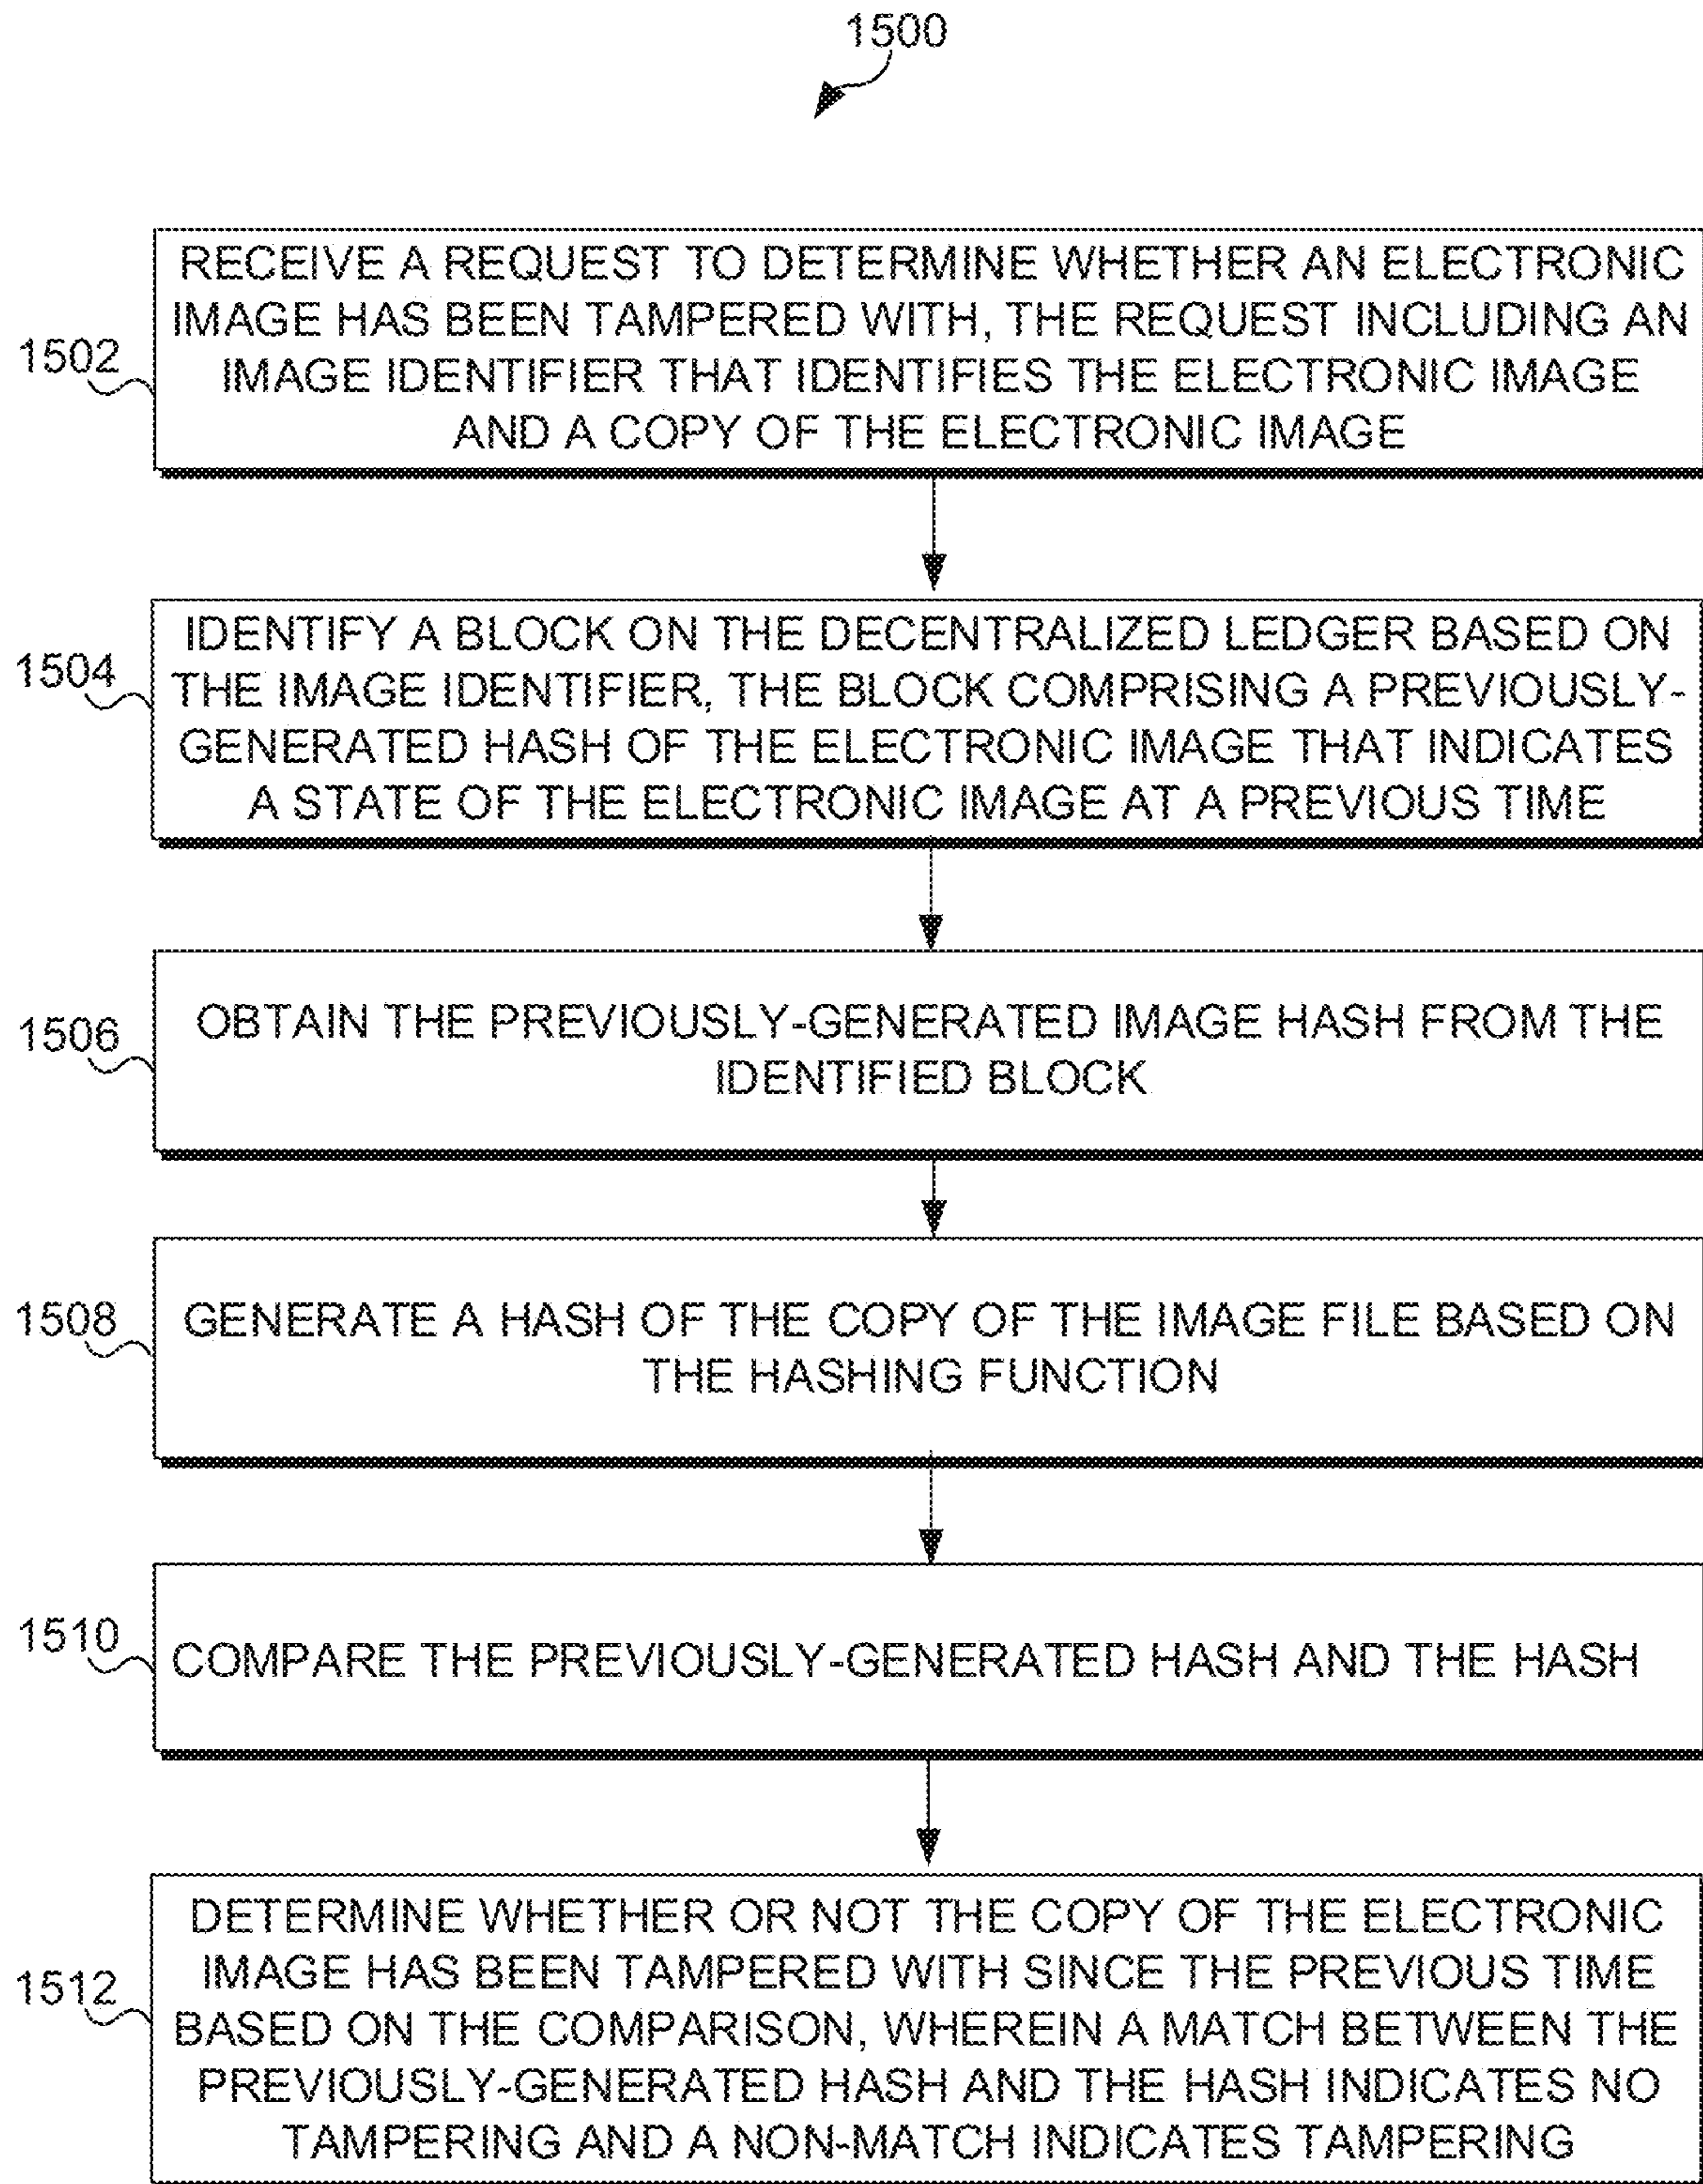 1500
1502
RECEIVE A REQUEST TO DETERMINE WHETHER AN ELECTRONIC
IMAGE HAS BEEN TAMPERED WITH, THE REQUEST INCLUDING AN
IMAGE IDENTIFIER THAT IDENTIFIES THE ELECTRONIC IMAGE
AND A COPY OF THE ELECTRONIC IMAGE
1504
IDENTIFY A BLOCK ON THE DECENTRALIZED LEDGER BASED ON
THE IMAGE IDENTIFIER, THE BLOCK COMPRISING A PREVIOUSLY-
GENERATED HASH OF THE ELECTRONIC IMAGE THAT INDICATES
A STATE OF THE ELECTRONIC IMAGE AT A PREVIOUS TIME
1506
OBTAIN THE PREVIOUSLY-GENERATED IMAGE HASH FROM THE
IDENTIFIED BLOCK
1508
GENERATE A HASH OF THE COPY OF THE IMAGE FILE BASED ON
THE HASHING FUNCTION
1510
COMPARE THE PREVIOUSLY-GENERATED HASH AND THE HASH
1512
DETERMINE WHETHER OR NOT THE COPY OF THE ELECTRONIC
IMAGE HAS BEEN TAMPERED WITH SINCE THE PREVIOUS TIME
BASED ON THE COMPARISON, WHEREIN A MATCH BETWEEN THE
PREVIOUSLY-GENERATED HASH AND THE HASH INDICATES NO
TAMPERING AND A NON-MATCH INDICATES TAMPERING